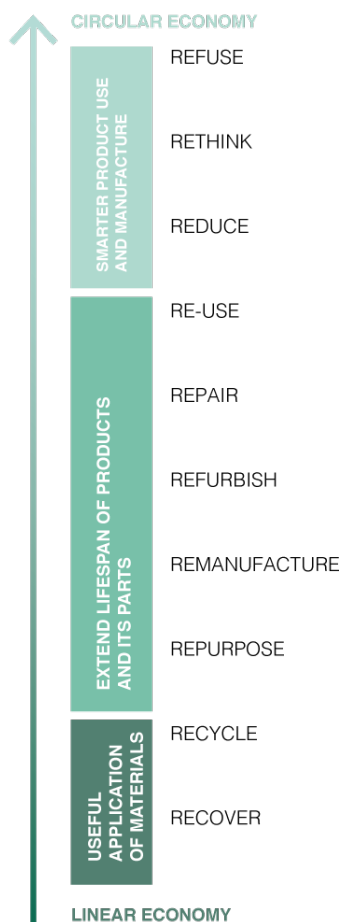 CIRCULAR ECONOMY
SMARTER PRODUCT USE
AND MANUFACTURE
REFUSE
RETHINK
REDUCE
EXTEND LIFESPAN OF PRODUCTS
AND ITS PARTS
RE-USE
REPAIR
REFURBISH
REMANUFACTURE
REPURPOSE
USEFUL
APPLICATION
OF MATERIALS
RECYCLE
RECOVER
LINEAR ECONOMY